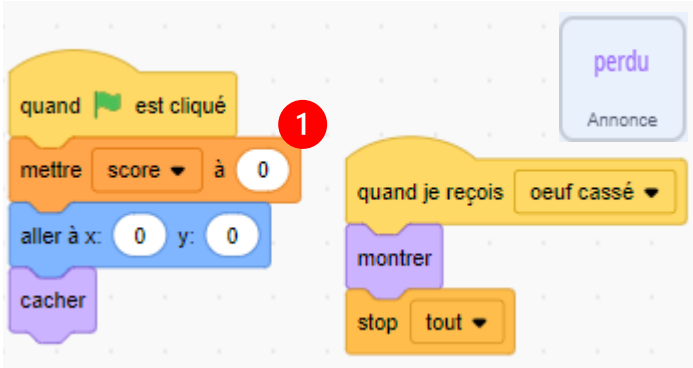 quand est cliqué
mettre score à 0
aller à x: 0 y: 0
cacher
1
quand je reçois oeuf cassé
montrer
stop tout
perdu
Annonce